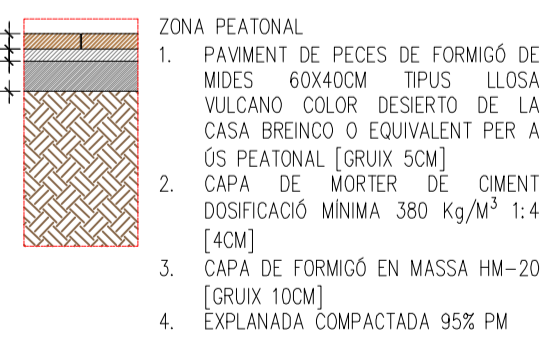 ZONA PEATONAL
1. PAVIMENT DE PECES DE FORMIGÓ DE
MIDES 60X40CM TIPUS LLOSA
VULCANO COLOR DESIERTO DE LA
CASA BREINCO O EQUIVALENT PER A
ÚS PEATONAL [GRUIX 5CM]
2. CAPA DE MORTER DE CIMENT
DOSIFICACIÓ MÍNIMA 380 Kg/M³ 1:4
[4CM]
3. CAPA DE FORMIGÓ EN MASSA HM-20
[GRUIX 10CM]
4. EXPLANADA COMPACTADA 95% PM